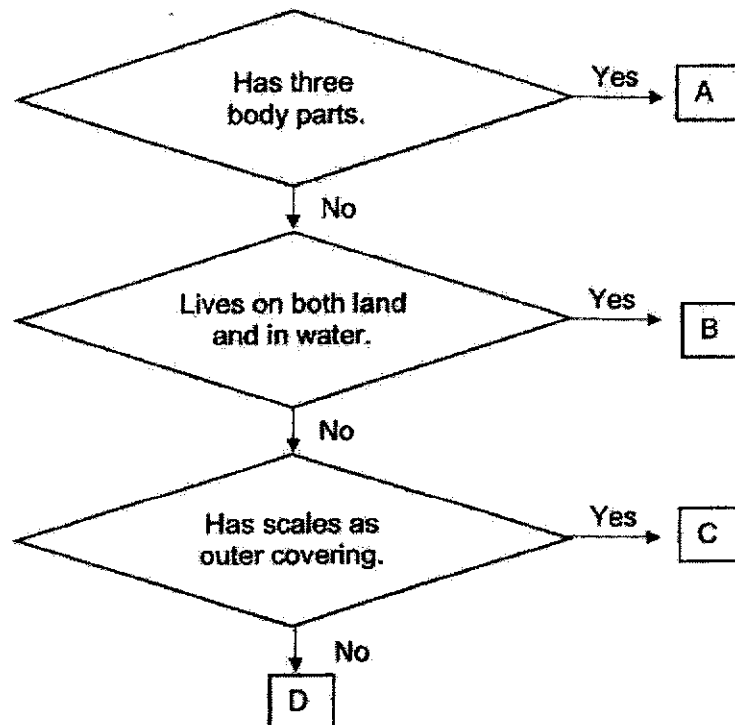 Has three
body parts.
Yes
A
No
Lives on both land
and in water.
Yes
B
No
Has scales as
outer covering.
Yes
C
No
D